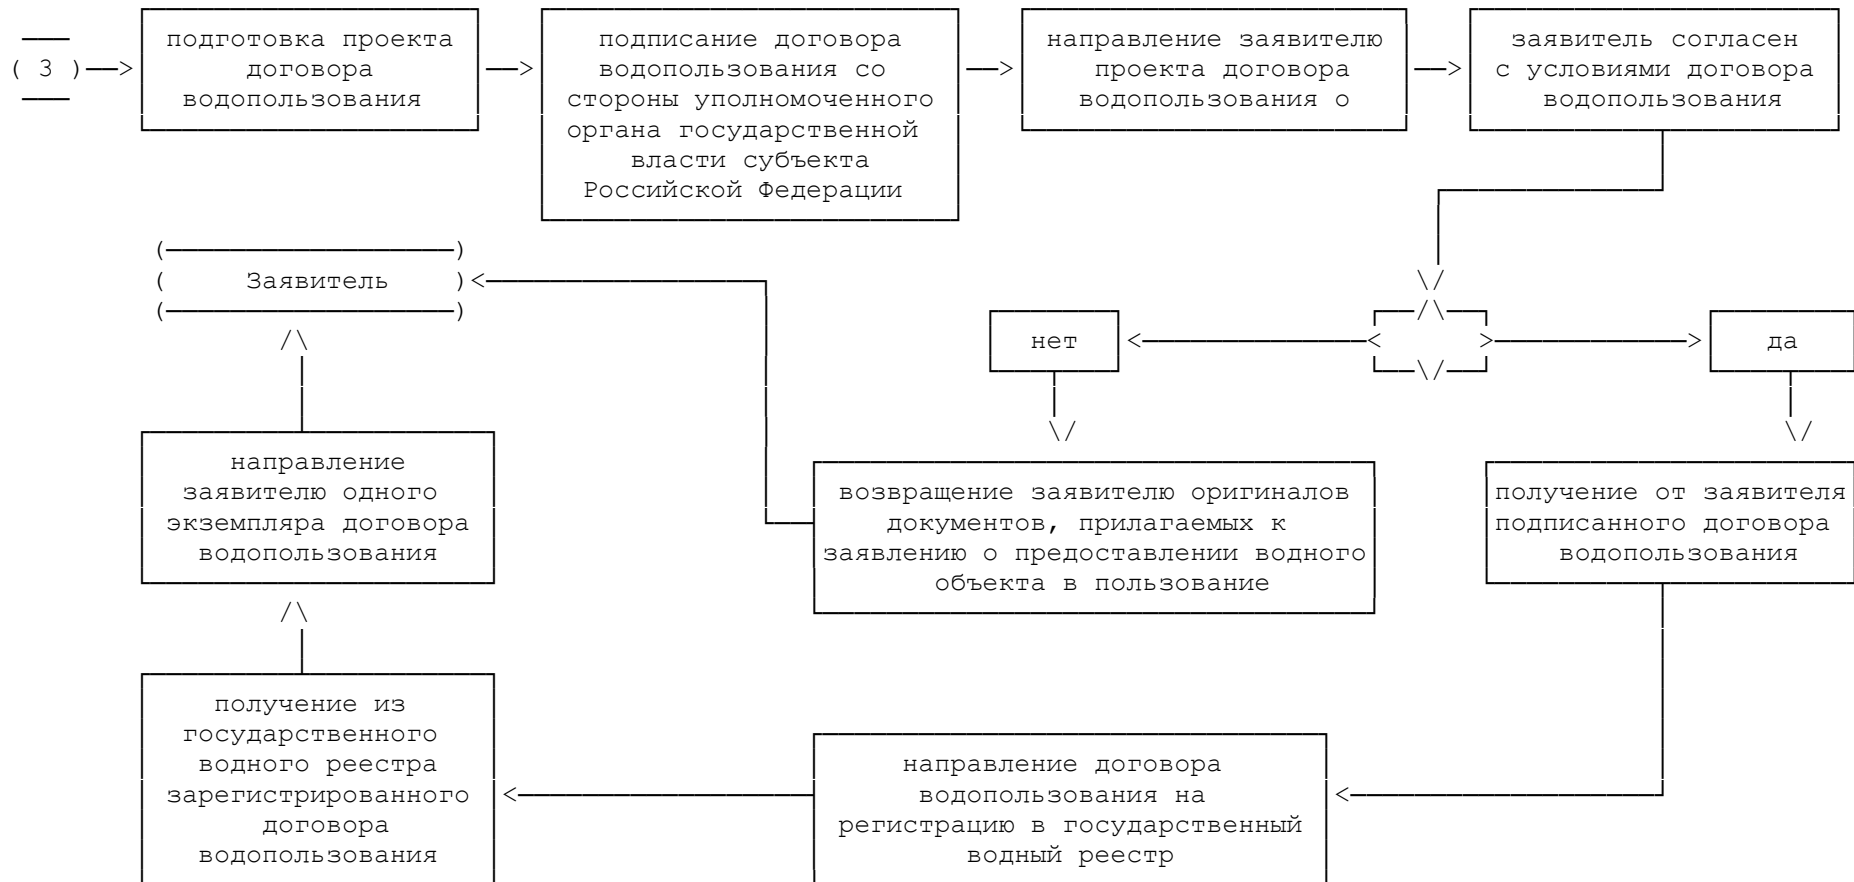 ( 3 )
подготовка проекта
договора
водопользования
подписание договора
водопользования со
стороны уполномоченного
органа государственной
власти субъекта
Российской Федерации
направление заявителю
проекта договора
водопользования о
заявитель согласен
с условиями договора
водопользования
Заявитель
нет
да
направление
заявителю одного
экземпляра договора
водопользования
возвращение заявителю оригиналов
документов, прилагаемых к
заявлению о предоставлении водного
объекта в пользование
получение от заявителя
подписанного договора
водопользования
получение из
государственного
водного реестра
зарегистрированного
договора
водопользования
направление договора
водопользования на
регистрацию в государственный
водный реестр